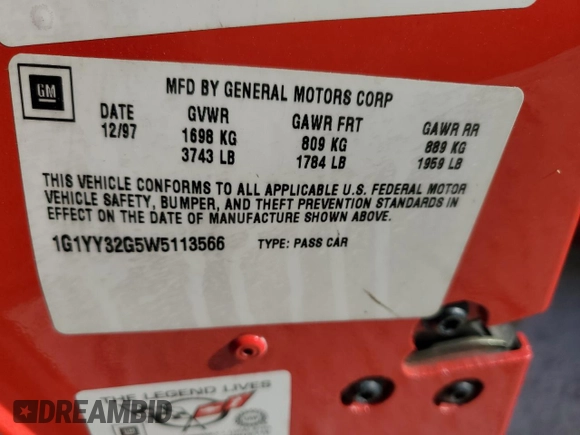 GM
MFD BY GENERAL MOTORS CORP
DATE GVWR GAWR FRT GAWR RR
12/97 1698 KG 809 KG 889 KG
3743 LB 1784 LB 1959 LB
THIS VEHICLE CONFORMS TO ALL APPLICABLE U.S. FEDERAL MOTOR
VEHICLE SAFETY, BUMPER, AND THEFT PREVENTION STANDARDS IN
EFFECT ON THE DATE OF MANUFACTURE SHOWN ABOVE.
1G1YY32G5W5113566 TYPE: PASS CAR
THE LEGEND LIVES
DREAMBID